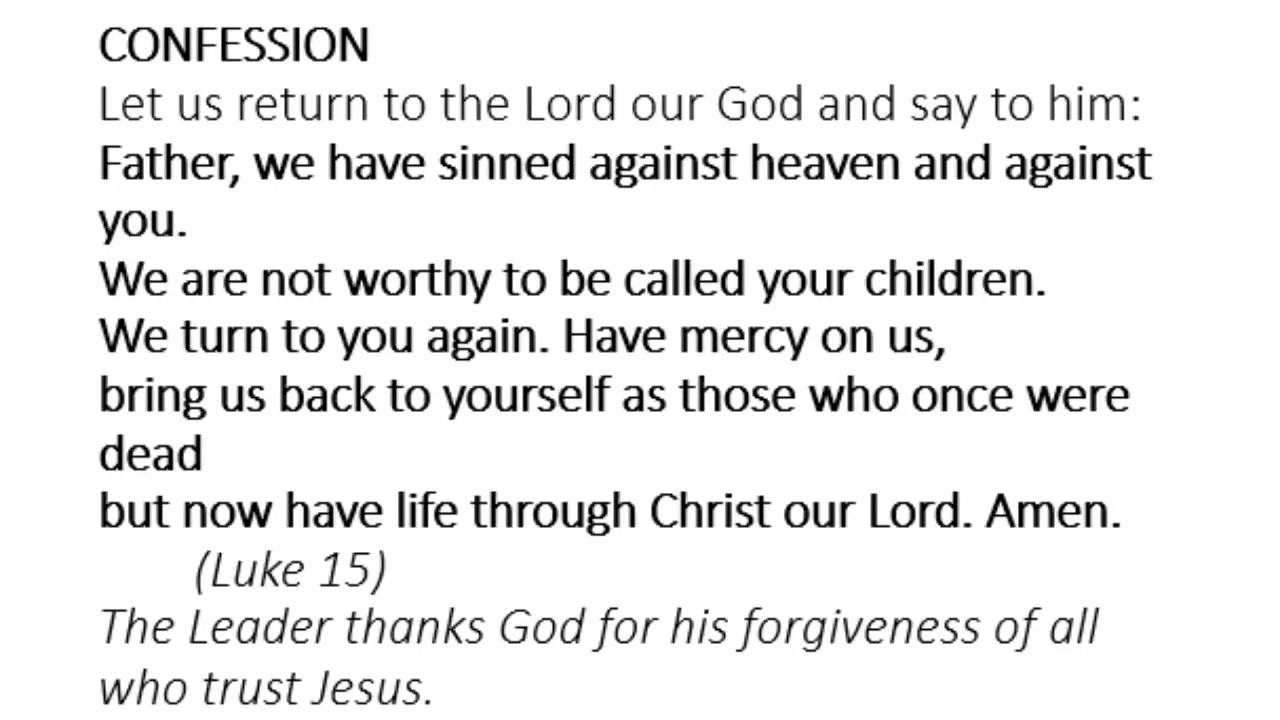 CONFESSION
Let us return to the Lord our God and say to him:
Father, we have sinned against heaven and against
you.
We are not worthy to be called your children.
We turn to you again. Have mercy on us,
bring us back to yourself as those who once were
dead
but now have life through Christ our Lord. Amen.
(Luke 15)
The Leader thanks God for his forgiveness of all
who trust Jesus.